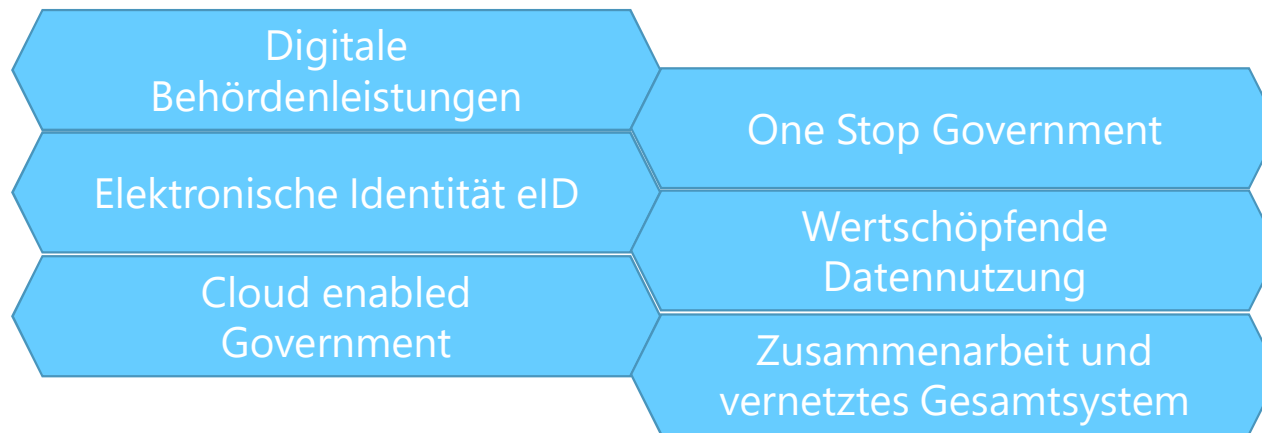 Digitale
Behördenleistungen
One Stop Government
Elektronische Identität eID
Wertschöpfende
Datennutzung
Cloud enabled
Government
Zusammenarbeit und
vernetztes Gesamtsystem